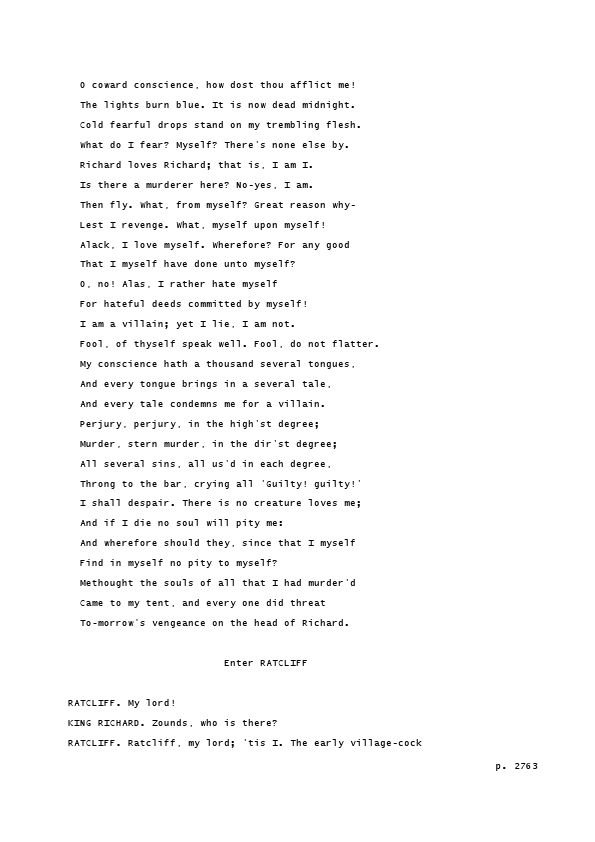 O coward conscience, how dost thou afflict me!
The lights burn blue. It is now dead midnight.
Cold fearful drops stand on my trembling flesh.
What do I fear? Myself? There's none else by.
Richard loves Richard; that is, I am I.
Is there a murderer here? No-yes, I am.
Then fly. What, from myself? Great reason why-
Lest I revenge. What, myself upon myself!
Alack, I love myself. Wherefore? For any good
That I myself have done unto myself?
O, no! Alas, I rather hate myself
For hateful deeds committed by myself!
I am a villain; yet I lie, I am not.
Fool, of thyself speak well. Fool, do not flatter.
My conscience hath a thousand several tongues,
And every tongue brings in a several tale,
And every tale condemns me for a villain.
Perjury, perjury, in the high'st degree;
Murder, stern murder, in the dir'st degree;
All several sins, all us'd in each degree,
Throng to the bar, crying all 'Guilty! guilty!'
I shall despair. There is no creature loves me;
And if I die no soul will pity me:
And wherefore should they, since that I myself
Find in myself no pity to myself?
Methought the souls of all that I had murder'd
Came to my tent, and every one did threat
To-morrow's vengeance on the head of Richard.
Enter RATCLIFF
RATCLIFF. My lord!
KING RICHARD. Zounds, who is there?
RATCLIFF. Ratcliff, my lord; 'tis I. The early village-cock
p. 2763